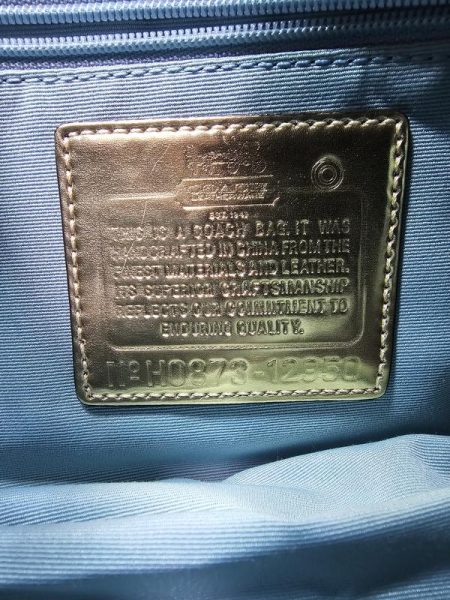 COACH
EST. 1941
THIS IS A COACH BAG. IT WAS
HANDCRAFTED IN CHINA FROM THE
FINEST MATERIALS AND LEATHER.
ITS SUPERIOR CRAFTSMANSHIP
REFLECTS OUR COMMITMENT TO
ENDURING QUALITY.
No H0873-12950